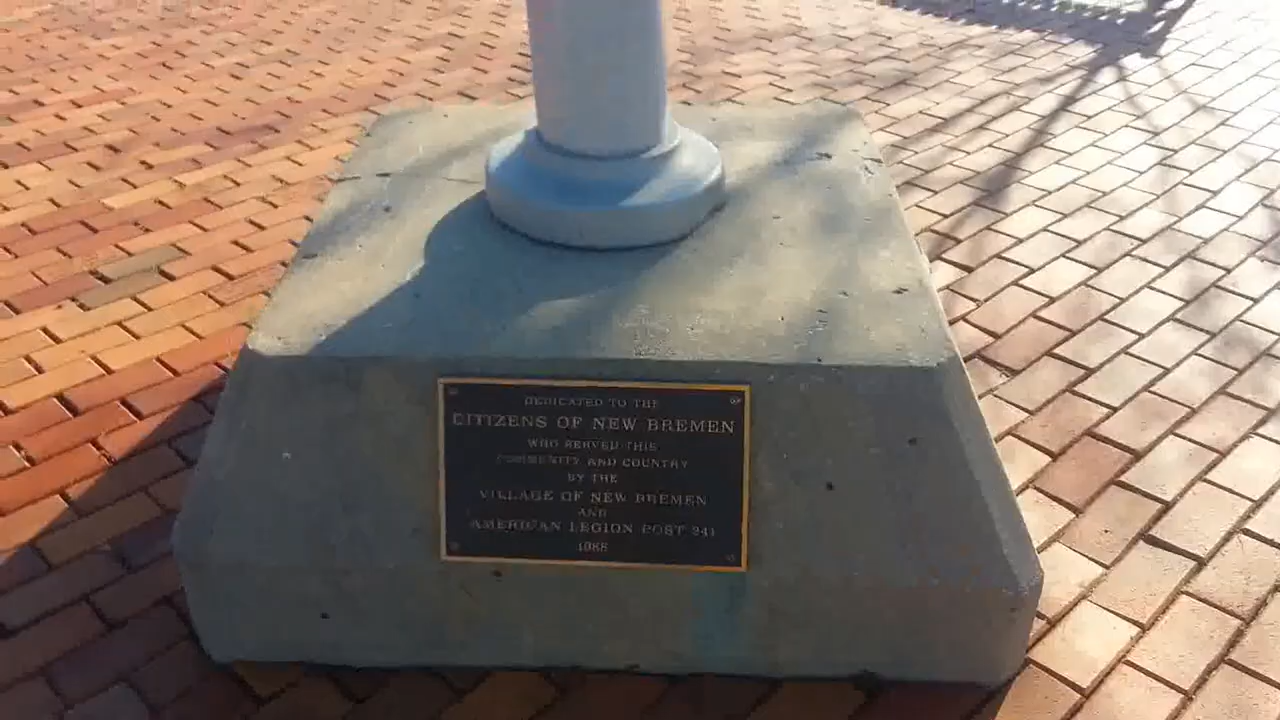 DEDICATED TO THE
CITIZENS OF NEW BREMEN
WHO SERVED THIS
COMMUNITY AND COUNTRY
BY THE
VILLAGE OF NEW BREMEN
AND
AMERICAN LEGION POST 241
1988